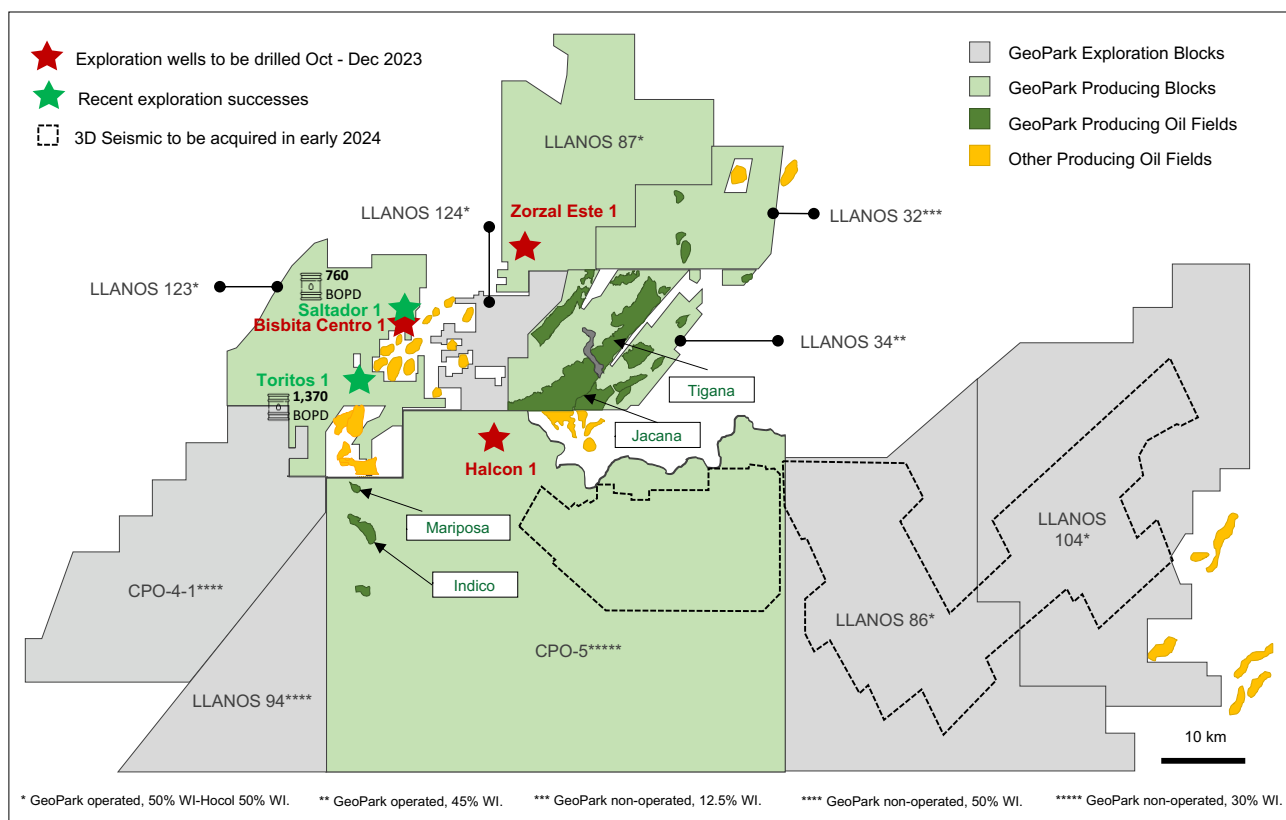 Exploration wells to be drilled Oct - Dec 2023
Recent exploration successes
3D Seismic to be acquired in early 2024
GeoPark Exploration Blocks
GeoPark Producing Blocks
GeoPark Producing Oil Fields
Other Producing Oil Fields
LLANOS 87*
LLANOS 124*
Zorzal Este 1
LLANOS 32***
LLANOS 123*
760
BOPD
Saltador 1
Bisbita Centro 1
LLANOS 34**
Toritos 1
Tigana
1,370
BOPD
Jacana
Halcon 1
Mariposa
Indico
LLANOS
104*
CPO-4-1****
LLANOS 86*
CPO-5*****
LLANOS 94****
10 km
* GeoPark operated, 50% WI-Hocol 50% WI.
** GeoPark operated, 45% WI.
*** GeoPark non-operated, 12.5% WI.
**** GeoPark non-operated, 50% WI.
***** GeoPark non-operated, 30% WI.